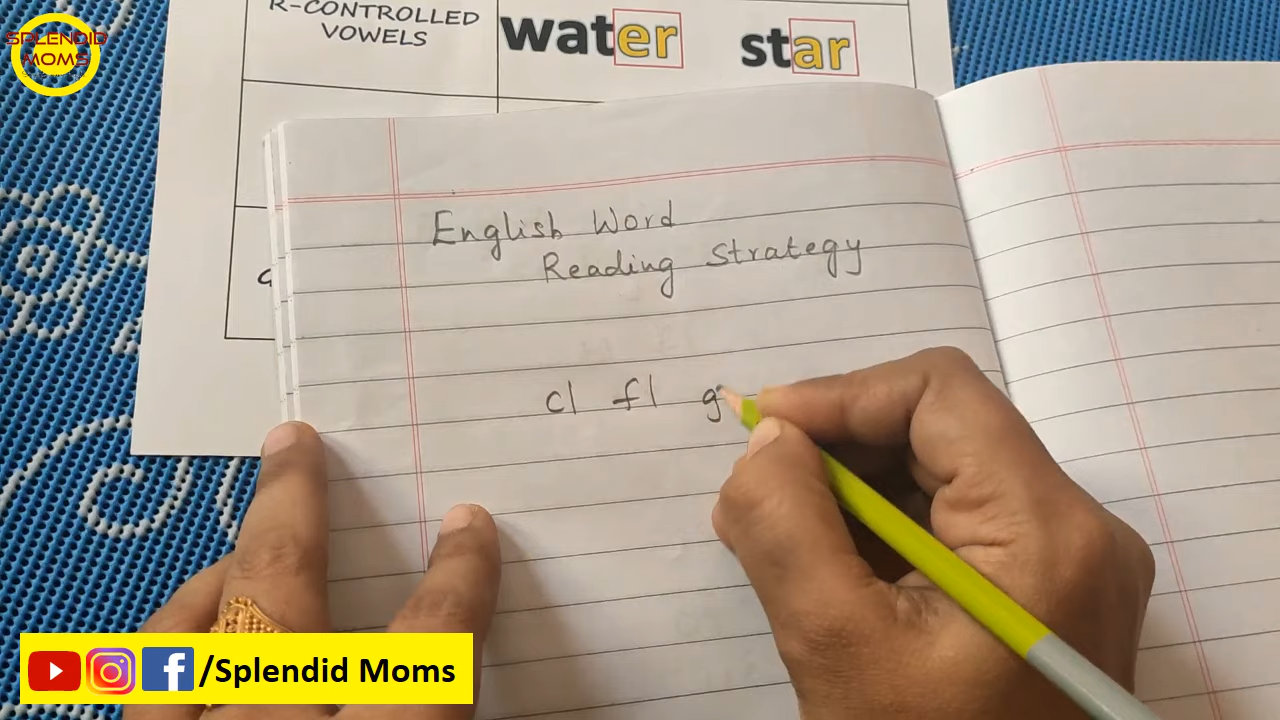 SPLENDID
MOMS
R-CONTROLLED
VOWELS
water
star
English Word
Reading Strategy
cl fl g
/Splendid Moms